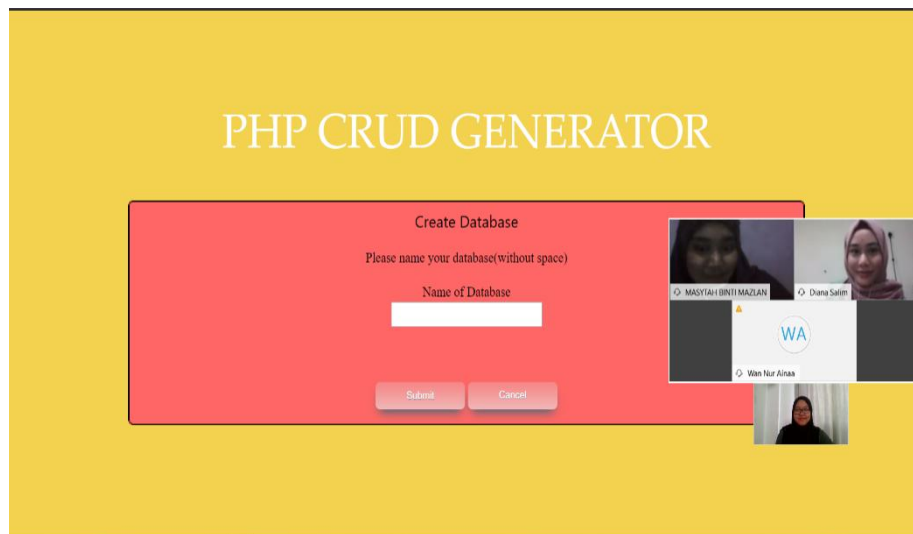 PHP CRUD GENERATOR
Create Database
Please name your database(without space)
Name of Database
Submit
Cancel
MASYTAH BINTI MAZLAN
Diana Salim
WA
Wan Nur Ainaa